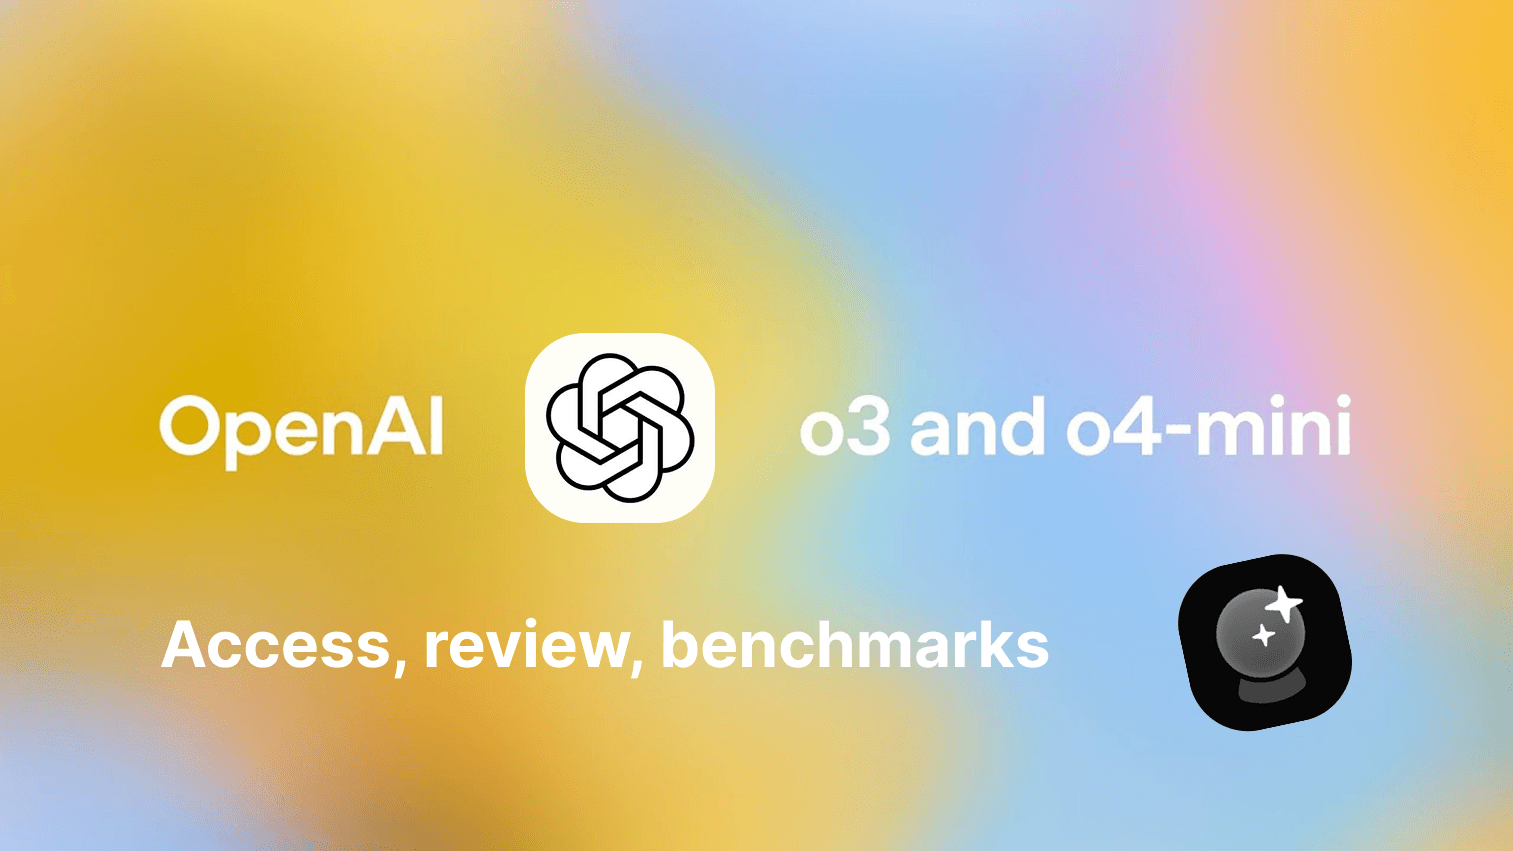 OpenAI o3 and o4-mini
Access, review, benchmarks